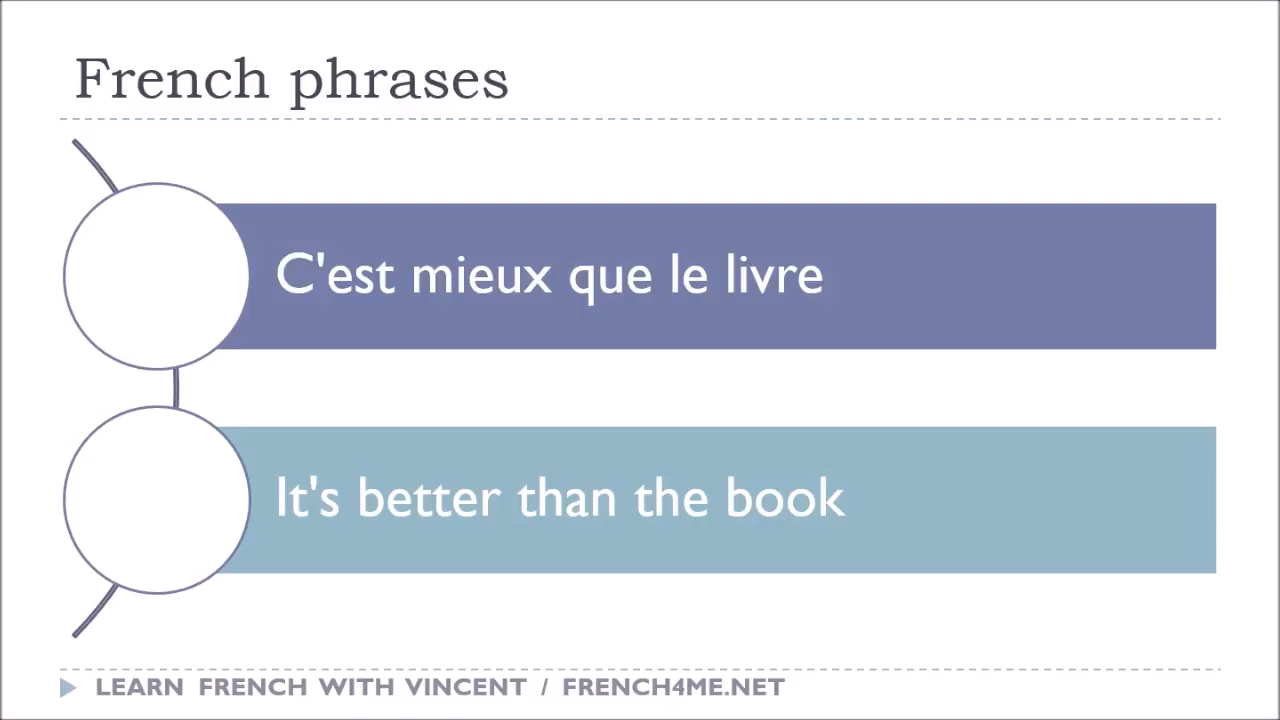 French phrases
C'est mieux que le livre
It's better than the book
LEARN FRENCH WITH VINCENT / FRENCH4ME.NET